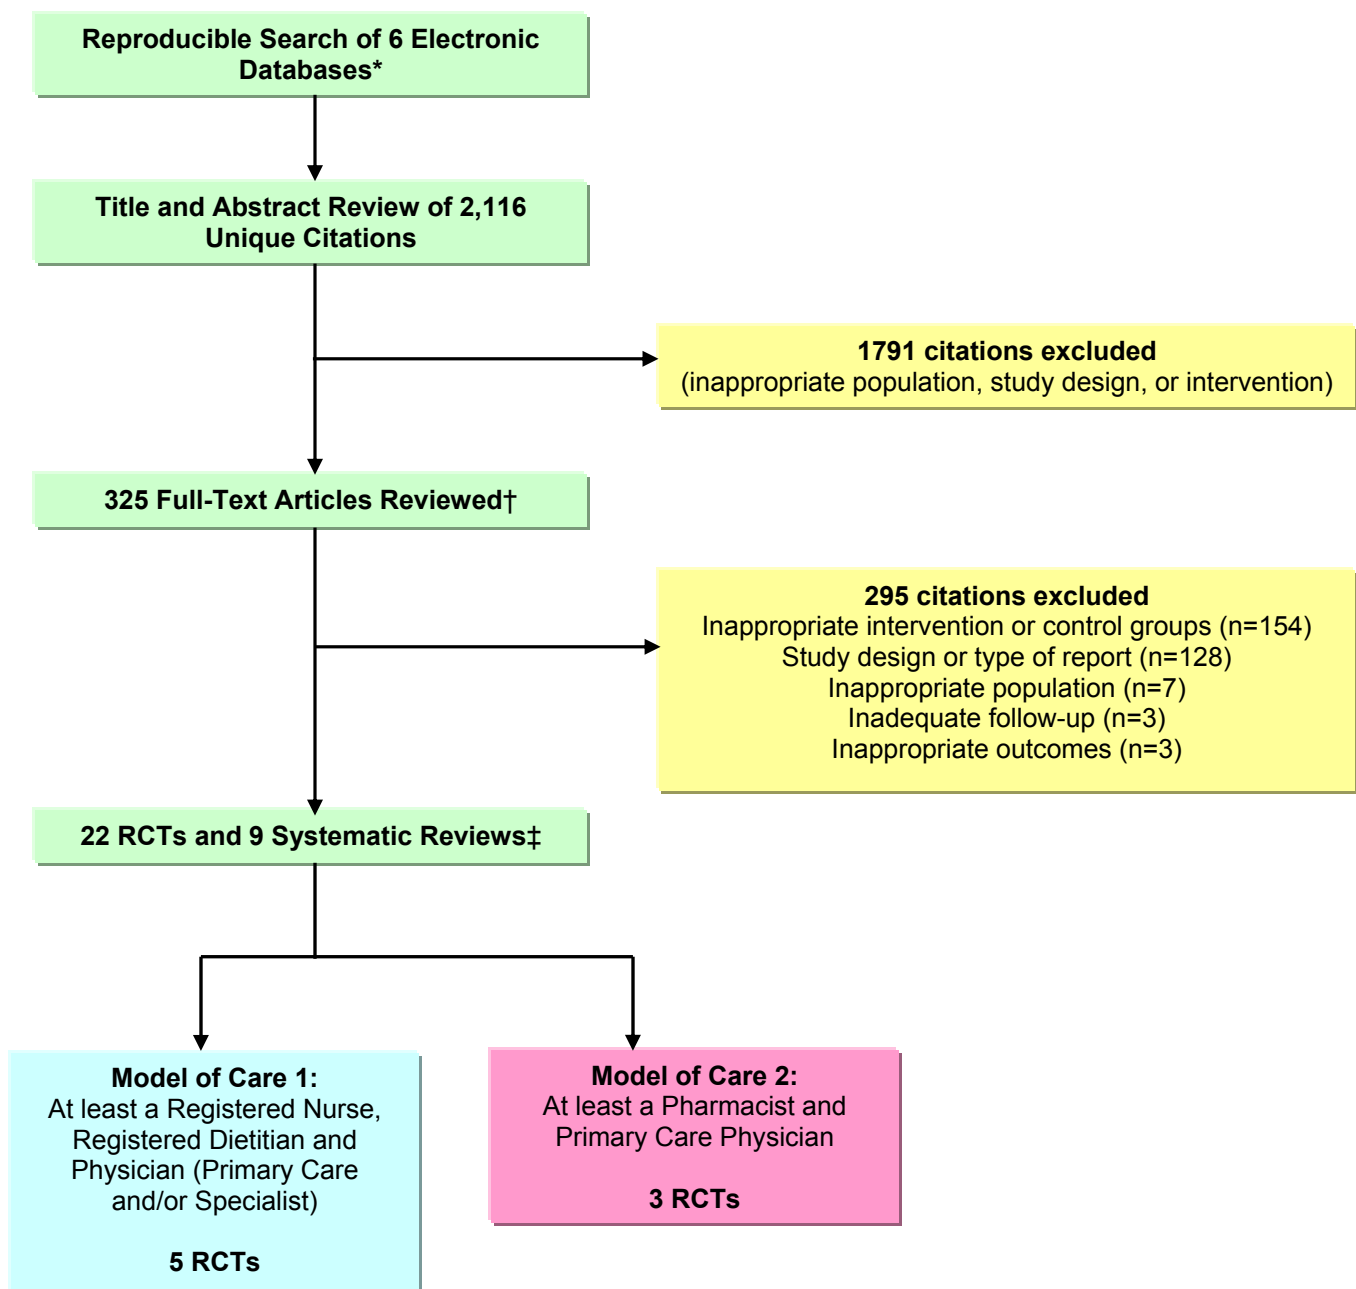 Reproducible Search of 6 Electronic
Databases*
Title and Abstract Review of 2,116
Unique Citations
1791 citations excluded
(inappropriate population, study design, or intervention)
325 Full-Text Articles Reviewed†
295 citations excluded
Inappropriate intervention or control groups (n=154)
Study design or type of report (n=128)
Inappropriate population (n=7)
Inadequate follow-up (n=3)
Inappropriate outcomes (n=3)
22 RCTs and 9 Systematic Reviews‡
Model of Care 1:
At least a Registered Nurse,
Registered Dietitian and
Physician (Primary Care
and/or Specialist)
5 RCTs
Model of Care 2:
At least a Pharmacist and
Primary Care Physician
3 RCTs